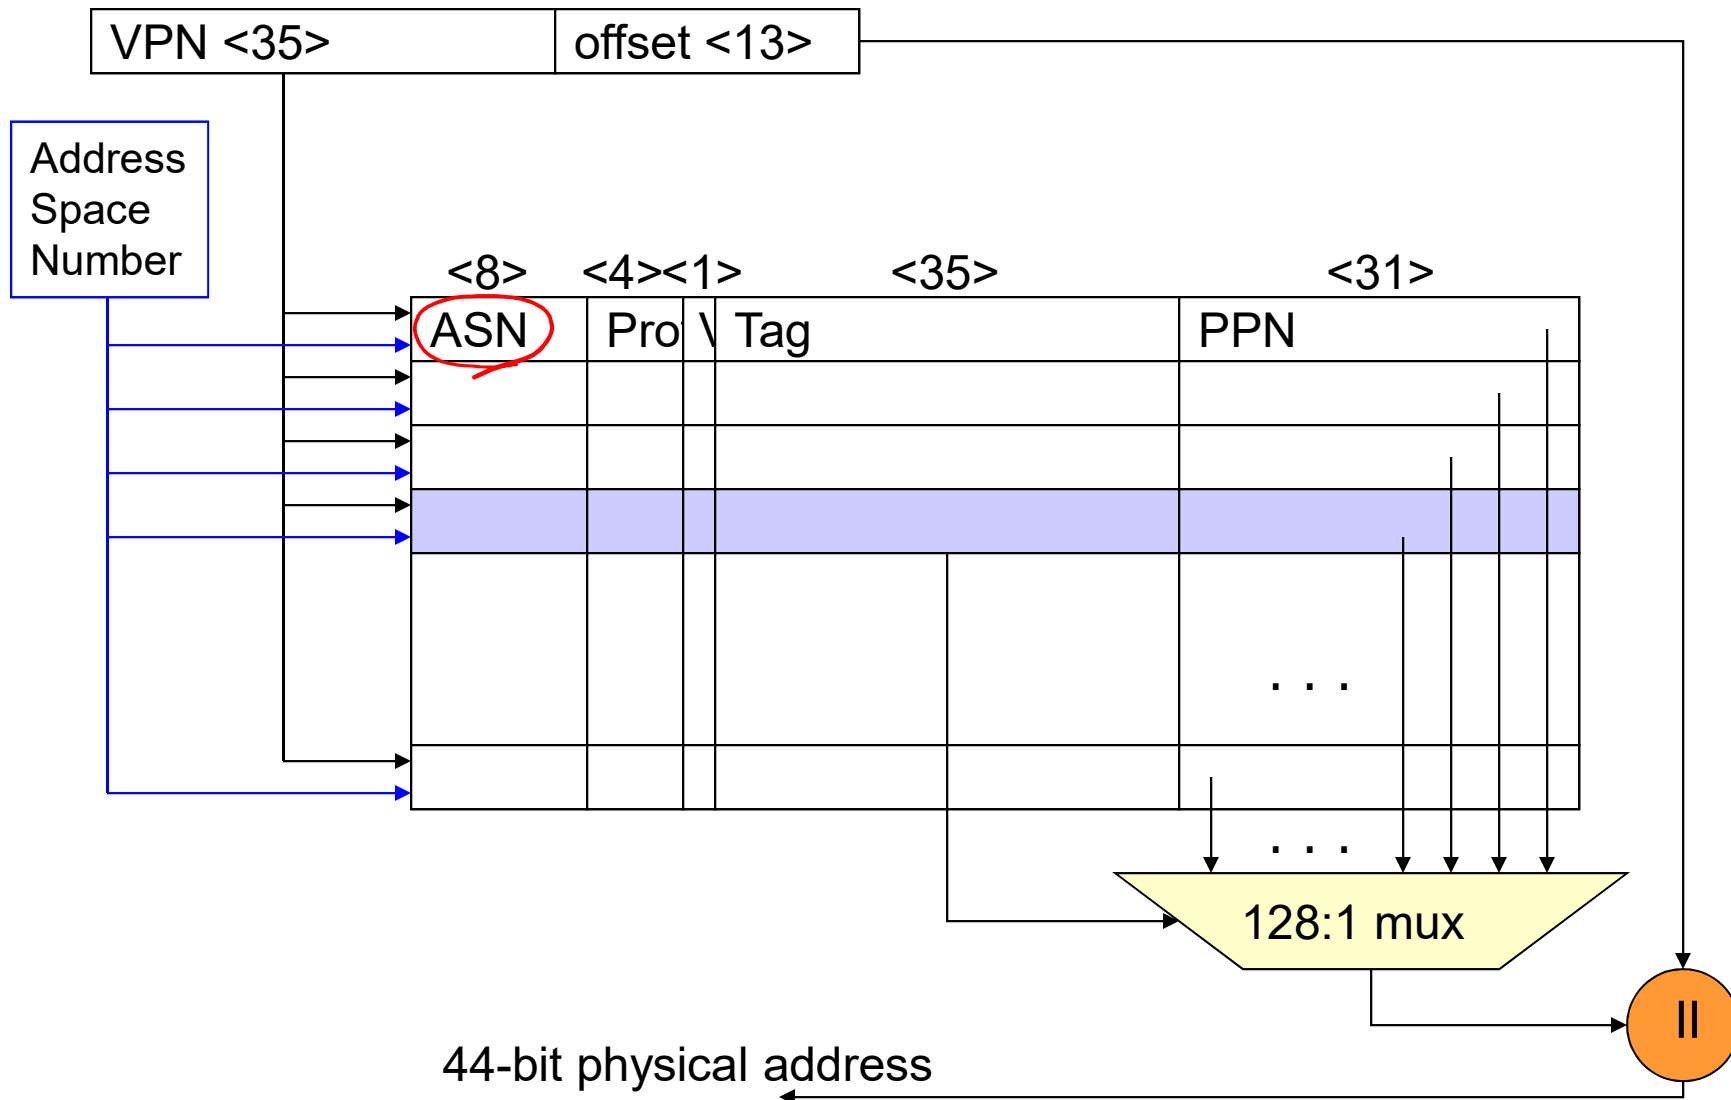 VPN <35>
offset <13>
Address
Space
Number
<8>
<4><1>
<35>
<31>
ASN
Pro
V
Tag
PPN
. . .
. . .
128:1 mux
||
44-bit physical address